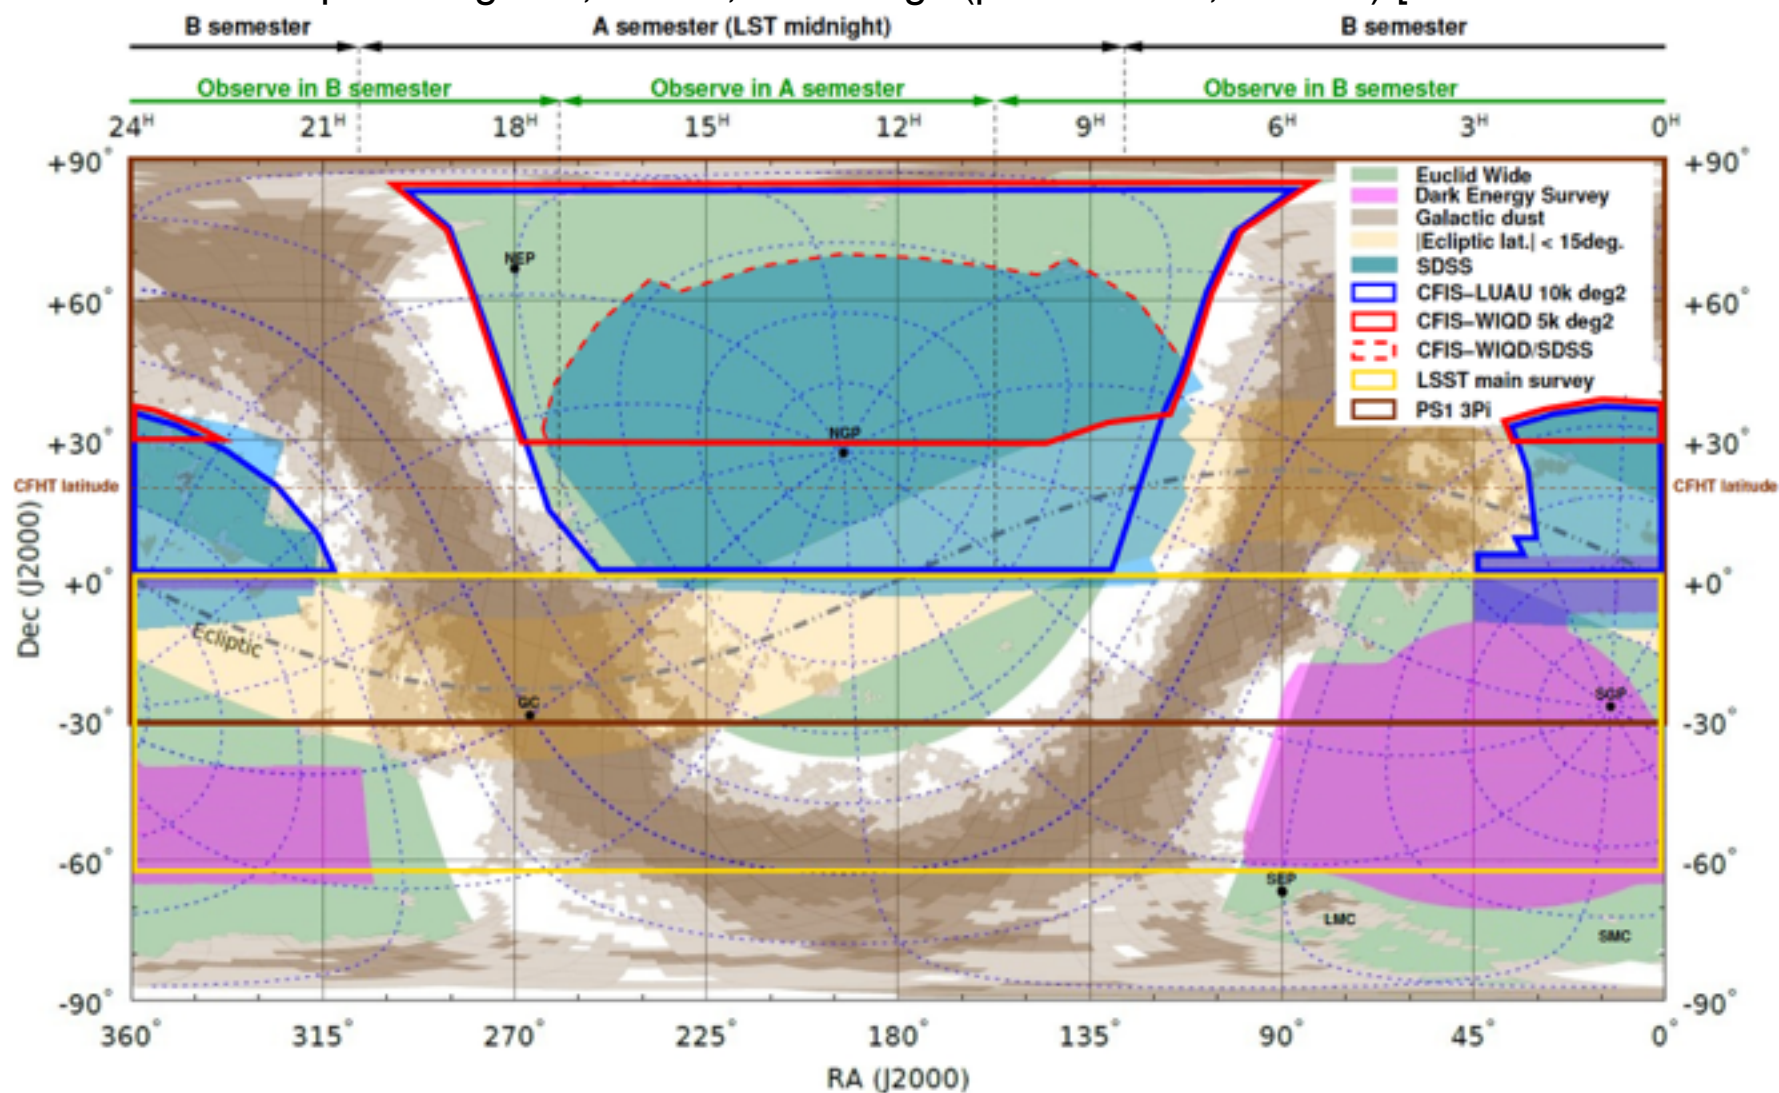 B semester A semester (LST midnight) B semester
Observe in B semester Observe in A semester Observe in B semester
24H 21H 18H 15H 12H 9H 6H 3H 0H
+90° +90°
Euclid Wide
Dark Energy Survey
Galactic dust
|Ecliptic lat.| < 15deg.
SDSS
CFIS-LUAU 10k deg2
CFIS-WIQD 5k deg2
CFIS-WIQD/SDSS
LSST main survey
PS1 3Pi
NEP
+60° +60°
NGP
+30° +30°
CFHT latitude CFHT latitude
+0° +0°
Ecliptic
GC
SGP
-30° -30°
-60° -60°
SEP
LMC
SMC
-90° -90°
360° 315° 270° 225° 180° 135° 90° 45° 0°
RA (J2000)
Dec (J2000)